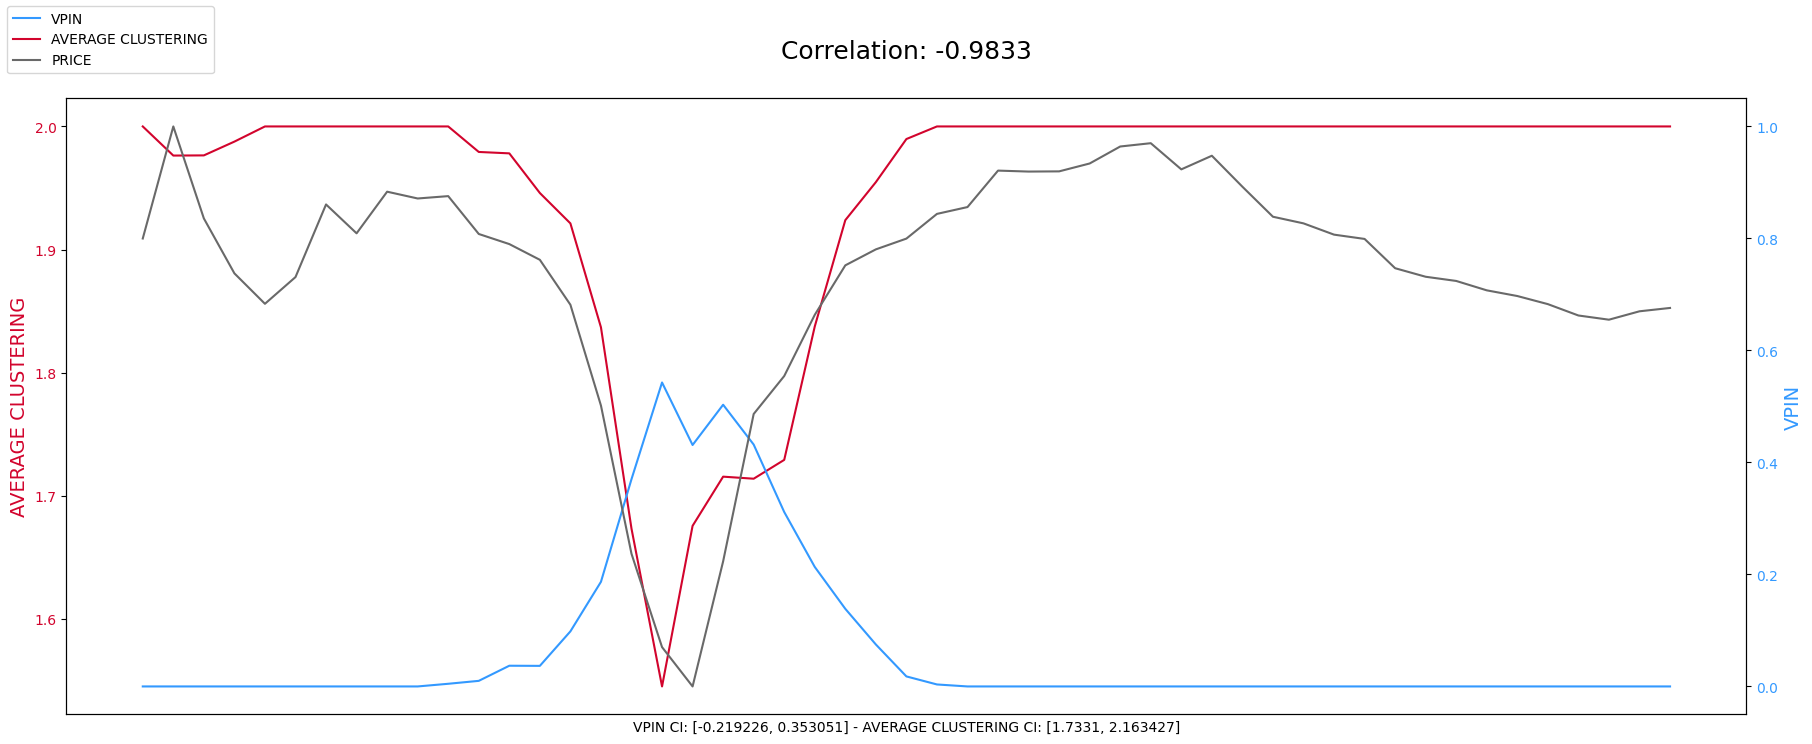 VPIN
AVERAGE CLUSTERING
PRICE
Correlation: -0.9833
AVERAGE CLUSTERING
2.0
1.9
1.8
1.7
1.6
1.0
0.8
0.6
0.4
0.2
0.0
VPIN
VPIN CI: [-0.219226, 0.353051] - AVERAGE CLUSTERING CI: [1.7331, 2.163427]